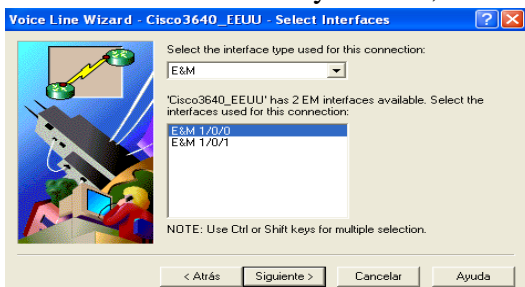 Voice Line Wizard - Cisco3640_EEUU - Select Interfaces
Select the interface type used for this connection:
E&M
'Cisco3640_EEUU' has 2 EM interfaces available. Select the
interfaces used for this connection:
E&M 1/0/0
E&M 1/0/1
NOTE: Use Ctrl or Shift keys for multiple selection.
< Atrás Siguiente > Cancelar Ayuda